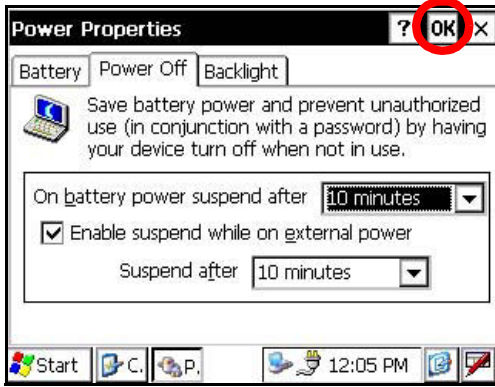 Power Properties ? OK ×
Battery Power Off Backlight
Save battery power and prevent unauthorized
use (in conjunction with a password) by having
your device turn off when not in use.
On battery power suspend after 10 minutes
Enable suspend while on external power
Suspend after 10 minutes
Start C. P. 12:05 PM